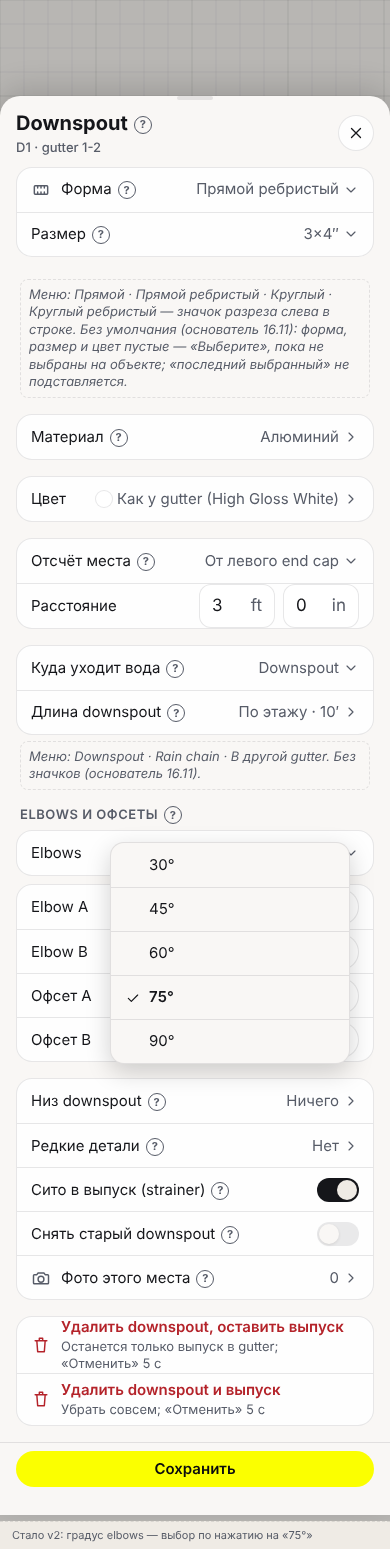 Downspout ?
D1 · gutter 1-2
Форма ? Прямой ребристый
Размер ? 3×4″
Меню: Прямой · Прямой ребристый · Круглый ·
Круглый ребристый — значок разреза слева в
строке. Без умолчания (основатель 16.11): форма,
размер и цвет пустые — «Выберите», пока не
выбраны на объекте; «последний выбранный» не
подставляется.
Материал ? Алюминий
Цвет Как у gutter (High Gloss White)
Отсчёт места ? От левого end cap
Расстояние 3 ft 0 in
Куда уходит вода ? Downspout
Длина downspout ? По этажу · 10′
Меню: Downspout · Rain chain · В другой gutter. Без
значков (основатель 16.11).
ELBOWS И ОФСЕТЫ ?
Elbows
30°
Elbow A
45°
Elbow B
60°
Офсет A
75°
Офсет B
90°
Низ downspout ? Ничего
Редкие детали ? Нет
Сито в выпуск (strainer) ?
Снять старый downspout ?
Фото этого места ? 0
Удалить downspout, оставить выпуск
Останется только выпуск в gutter;
«Отменить» 5 с
Удалить downspout и выпуск
Убрать совсем; «Отменить» 5 с
Сохранить
Стало v2: градус elbows — выбор по нажатию на «75°»